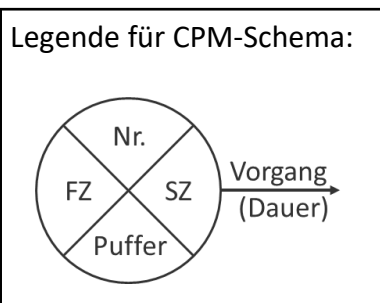 Legende für CPM-Schema:
Nr.
FZ
SZ
Puffer
Vorgang
(Dauer)